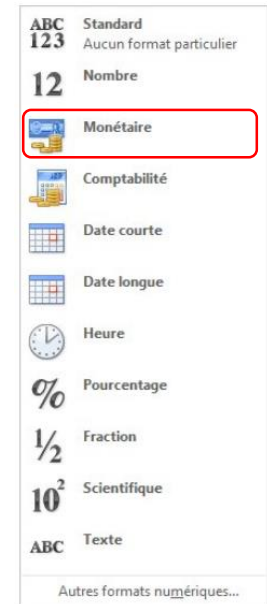 ABC Standard
123 Aucun format particulier
12 Nombre
Monétaire
Comptabilité
Date courte
Date longue
Heure
% Pourcentage
½ Fraction
10² Scientifique
ABC Texte
Autres formats numériques...